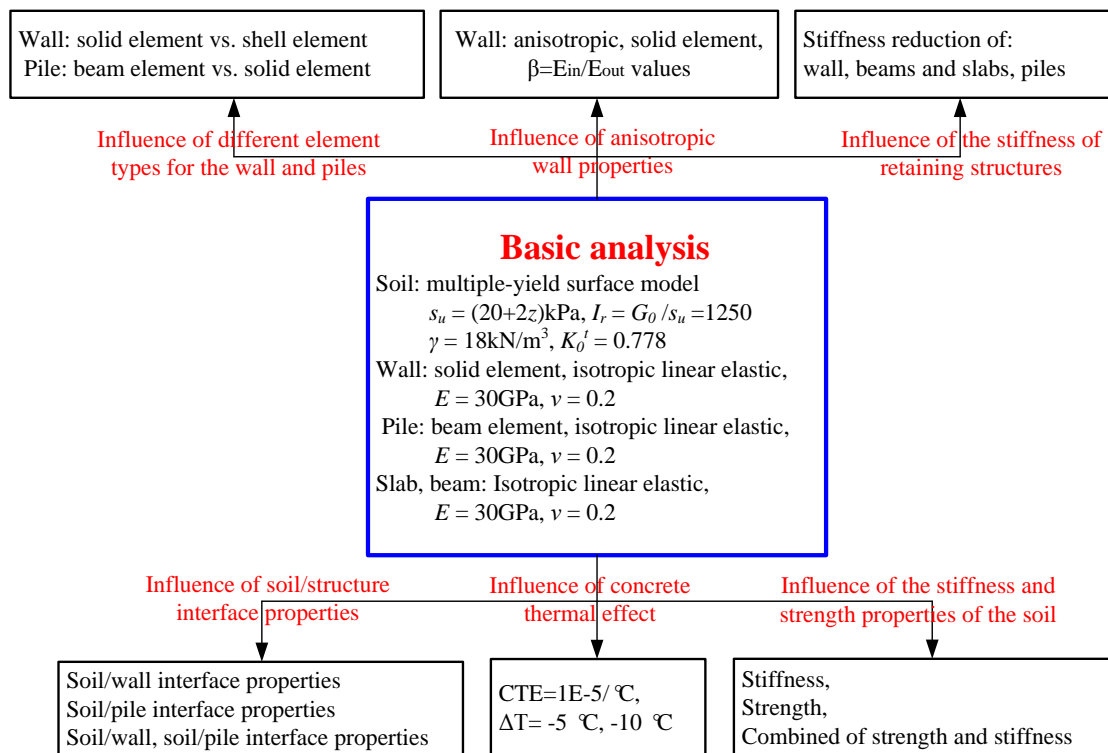 Wall: solid element vs. shell element
Pile: beam element vs. solid element
Wall: anisotropic, solid element,
β=Ein/Eout values
Stiffness reduction of:
wall, beams and slabs, piles
Influence of different element
types for the wall and piles
Influence of anisotropic
wall properties
Influence of the stiffness of
retaining structures
Basic analysis
Soil: multiple-yield surface model
s_u = (20+2z)kPa, I_r = G_0 /s_u =1250
γ = 18kN/m³, K_0^t = 0.778
Wall: solid element, isotropic linear elastic,
E = 30GPa, ν = 0.2
Pile: beam element, isotropic linear elastic,
E = 30GPa, ν = 0.2
Slab, beam: Isotropic linear elastic,
E = 30GPa, ν = 0.2
Influence of soil/structure
interface properties
Influence of concrete
thermal effect
Influence of the stiffness and
strength properties of the soil
Soil/wall interface properties
Soil/pile interface properties
Soil/wall, soil/pile interface properties
CTE=1E-5/ ℃,
ΔT= -5 ℃, -10 ℃
Stiffness,
Strength,
Combined of strength and stiffness